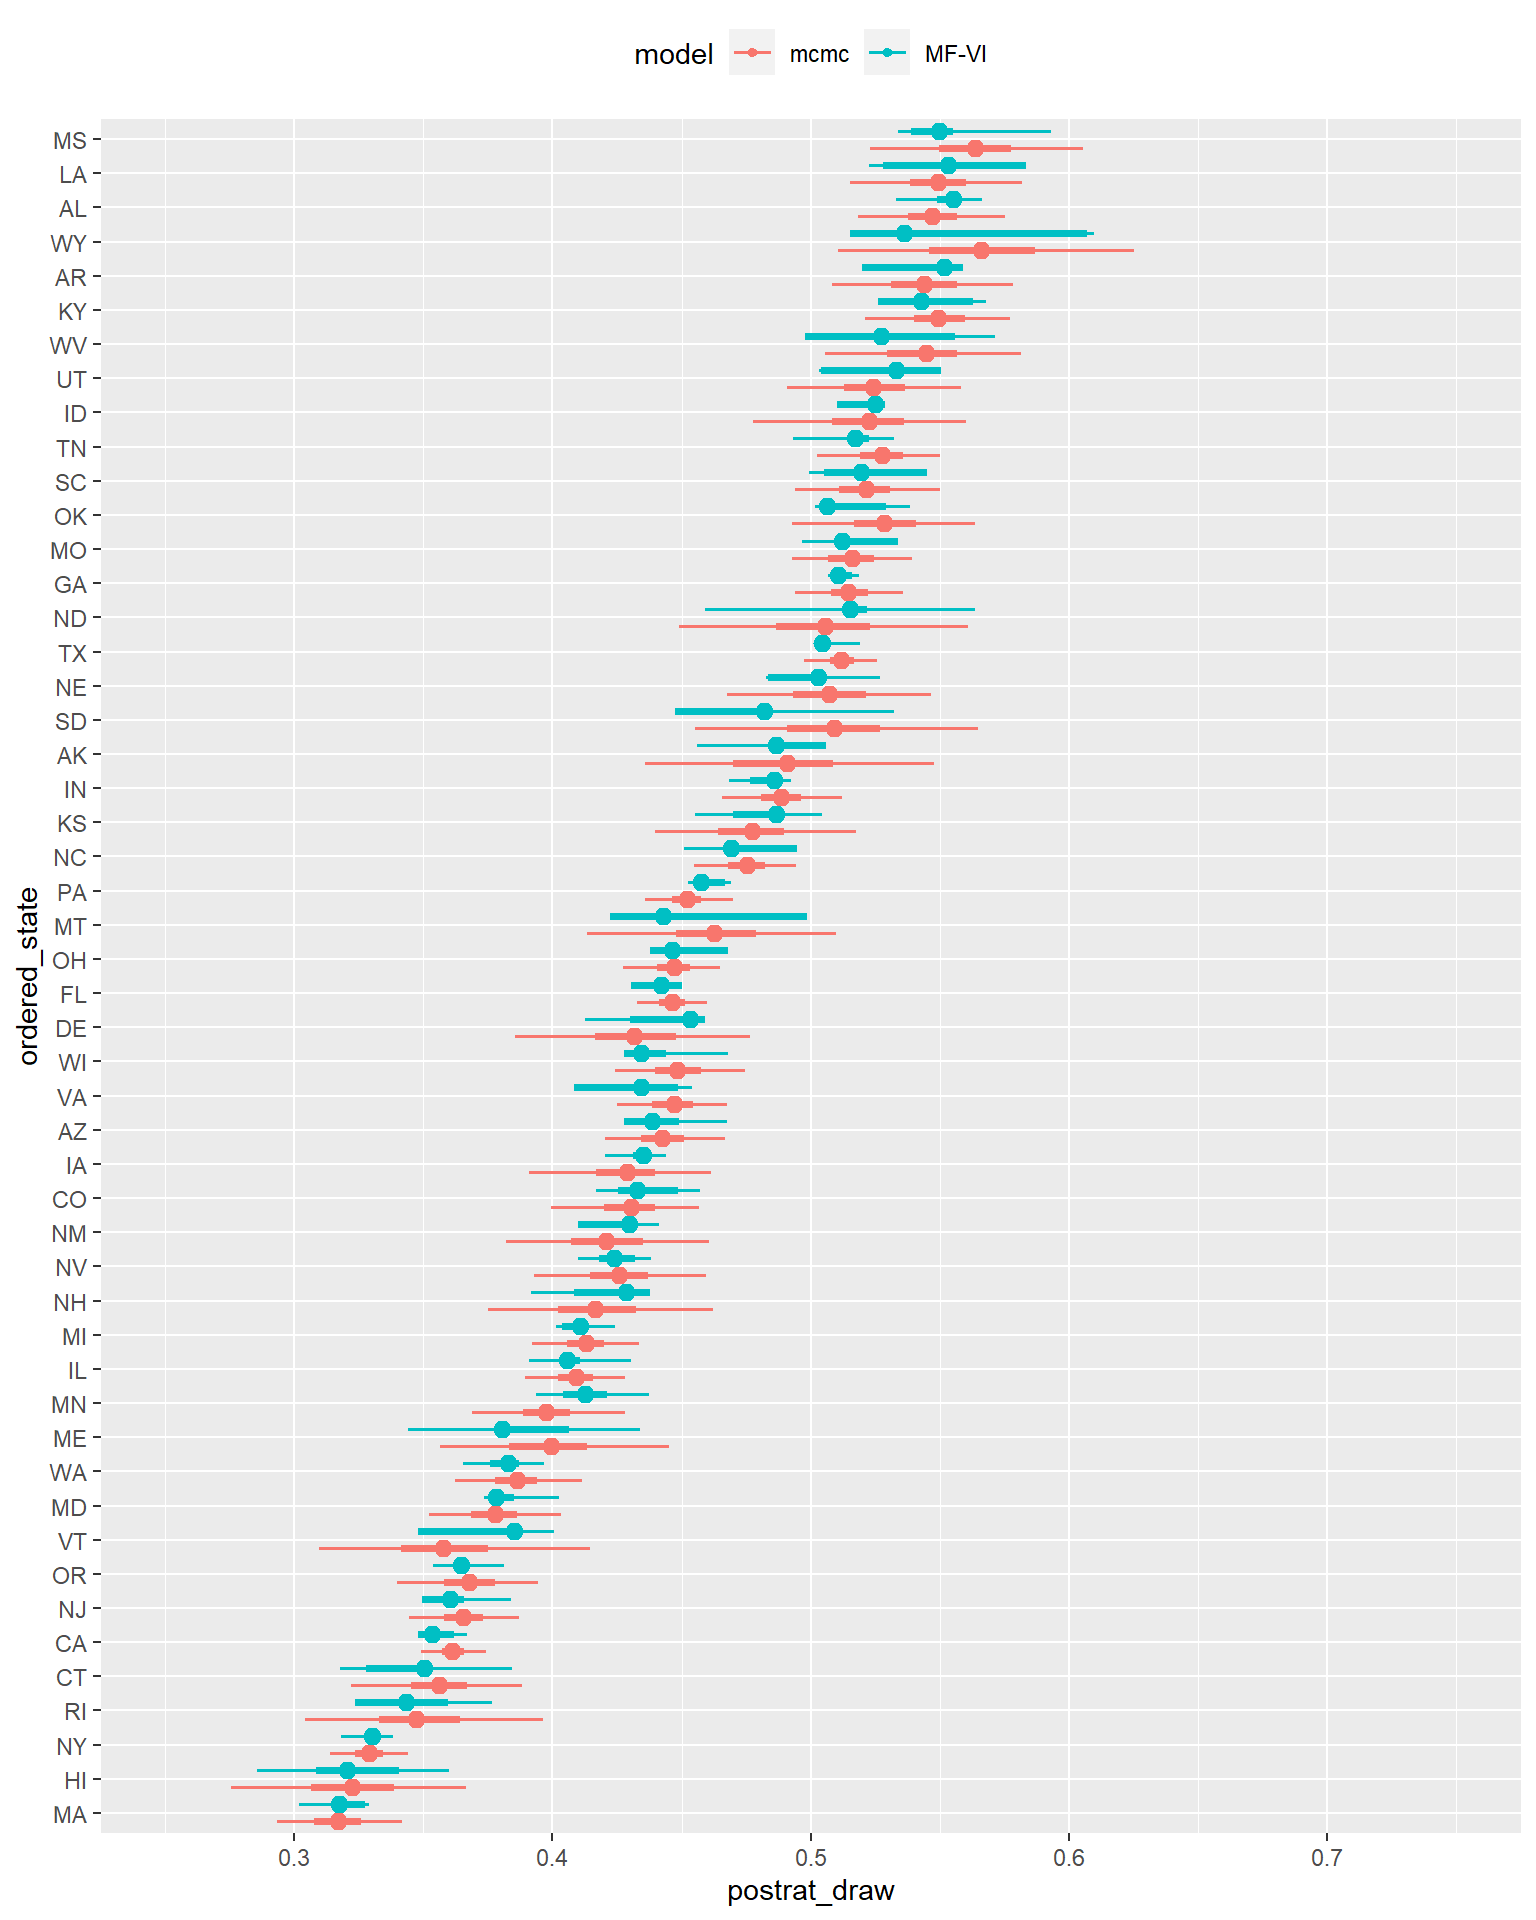 model mcmc MF-VI
MS
LA
AL
WY
AR
KY
WV
UT
ID
TN
SC
OK
MO
GA
ND
TX
NE
SD
AK
IN
KS
NC
PA
MT
OH
FL
DE
WI
VA
AZ
IA
CO
NM
NV
NH
MI
IL
MN
ME
WA
MD
VT
OR
NJ
CA
CT
RI
NY
HI
MA
ordered_state
0.3 0.4 0.5 0.6 0.7
postrat_draw